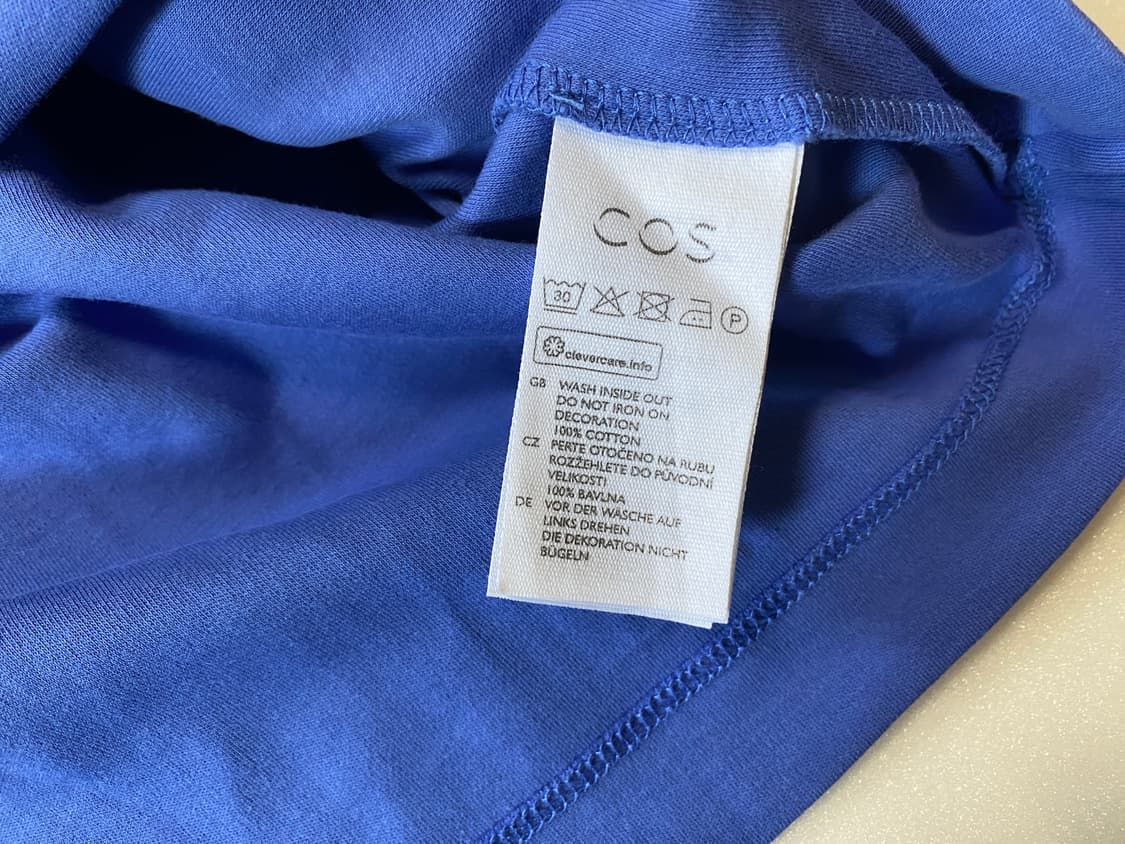 COS
30 P
clevercare.info
GB WASH INSIDE OUT
DO NOT IRON ON
DECORATION
100% COTTON
CZ PERTE OTOČENO NA RUBU
ROZŽEHLETE DO PŮVODNÍ
VELIKOSTI
100% BAVLNA
DE VOR DER WÄSCHE AUF
LINKS DREHEN
DIE DEKORATION NICHT
BÜGELN